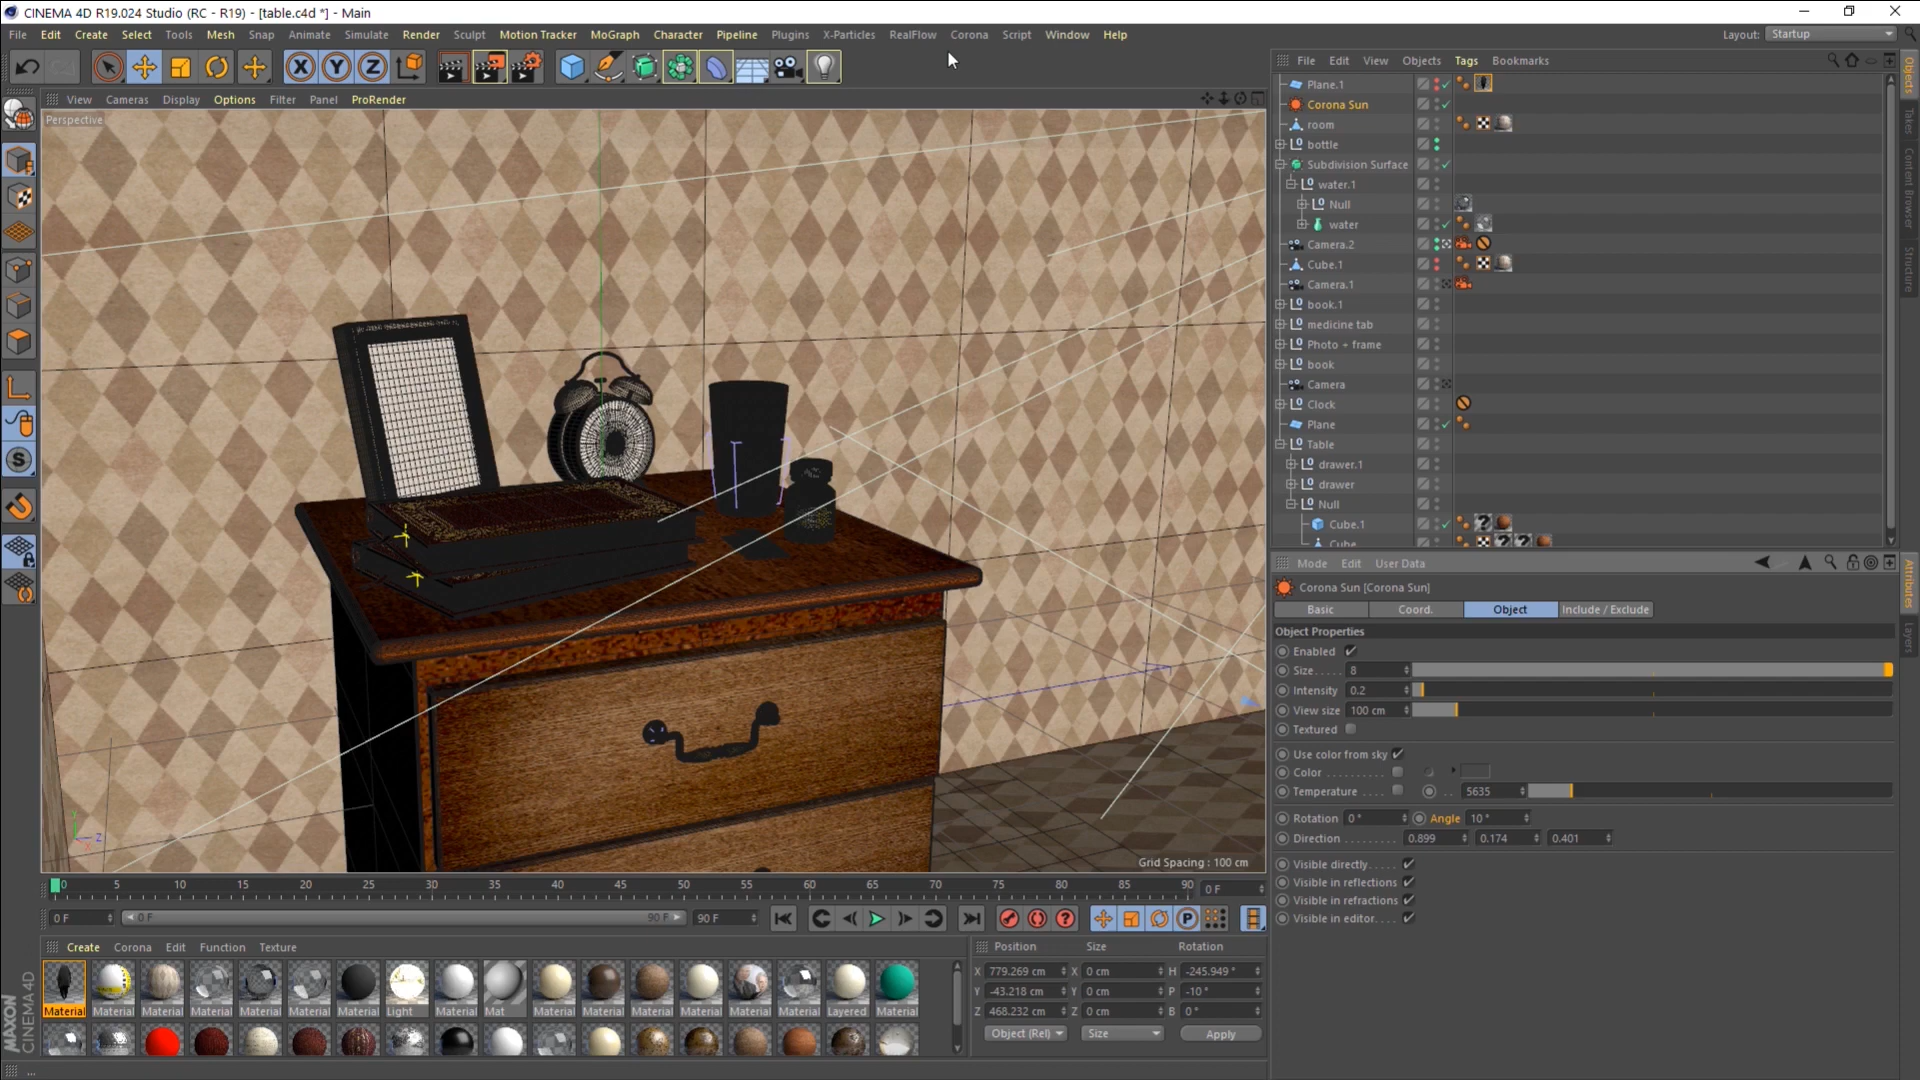 CINEMA 4D R19.024 Studio (RC - R19) - [table.c4d *] - Main
File Edit Create Select Tools Mesh Snap Animate Simulate Render Sculpt Motion Tracker MoGraph Character Pipeline Plugins X-Particles RealFlow Corona Script Window Help
Layout: Startup
X Y Z
View Cameras Display Options Filter Panel ProRender
Perspective
Grid Spacing : 100 cm
File Edit View Objects Tags Bookmarks
Plane.1
Corona Sun
room
bottle
Subdivision Surface
water.1
Null
water
Camera.2
Cube.1
Camera.1
book.1
medicine tab
Photo + frame
book
Camera
Clock
Plane
Table
drawer.1
drawer
Null
Cube.1
Cube
Objects
Takes
Content Browser
Structure
Mode Edit User Data
Corona Sun [Corona Sun]
Basic Coord. Object Include / Exclude
Object Properties
Enabled
Size 8
Intensity 0.2
View size 100 cm
Textured
Use color from sky
Color
Temperature 5635
Rotation 0 ° Angle 10 °
Direction 0.899 0.174 0.401
Visible directly
Visible in reflections
Visible in refractions
Visible in editor
Attributes
Layers
0 5 10 15 20 25 30 35 40 45 50 55 60 65 70 75 80 85 90 0 F
0 F 0 F 90 F 90 F
Create Corona Edit Function Texture
Material Material Material Material Material Material Material Light Material Mat Material Material Material Material Material Material Layered Material
Position Size Rotation
X 779.269 cm X 0 cm H -245.949 °
Y -43.218 cm Y 0 cm P -10 °
Z 468.232 cm Z 0 cm B 0 °
Object (Rel) Size Apply
MAXON
CINEMA 4D